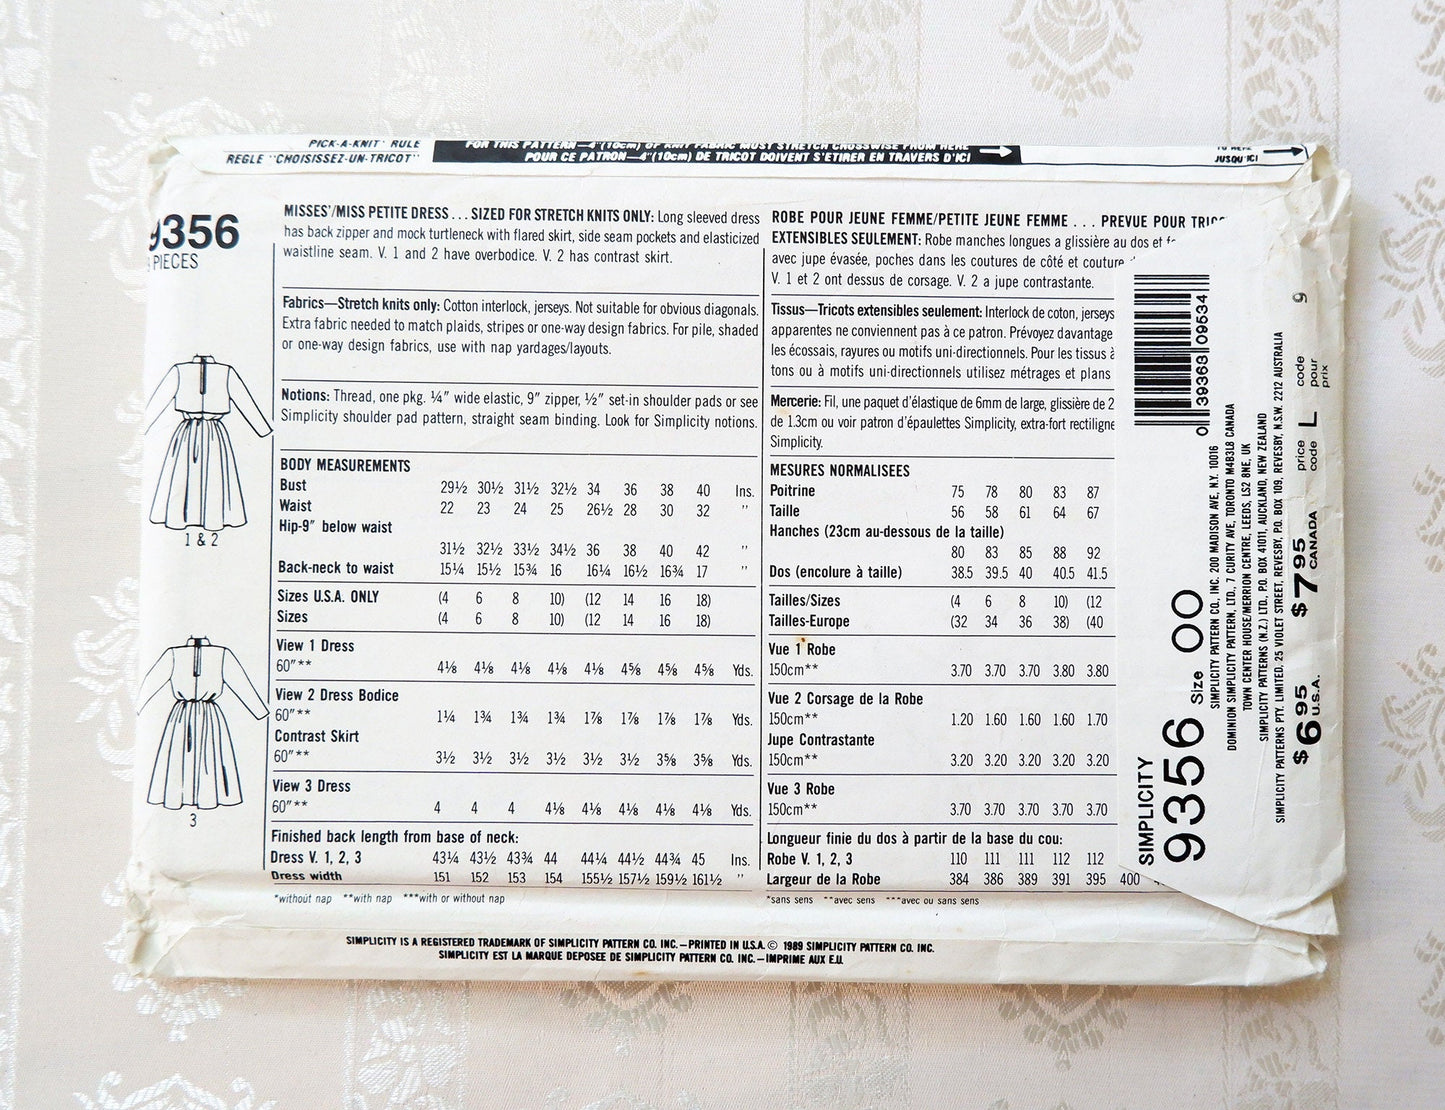 PICK-A-KNIT® RULE
REGLE "CHOISISSEZ-UN-TRICOT"
FOR THIS PATTERN—4"(10cm) OF KNIT FABRIC MUST STRETCH CROSSWISE FROM HERE
POUR CE PATRON—4"(10cm) DE TRICOT DOIVENT S'ETIRER EN TRAVERS D'ICI
TO HERE
JUSQU'ICI
9356
PIECES
1 & 2
3
MISSES'/MISS PETITE DRESS . . . SIZED FOR STRETCH KNITS ONLY: Long sleeved dress
has back zipper and mock turtleneck with flared skirt, side seam pockets and elasticized
waistline seam. V. 1 and 2 have overbodice. V. 2 has contrast skirt.
Fabrics—Stretch knits only: Cotton interlock, jerseys. Not suitable for obvious diagonals.
Extra fabric needed to match plaids, stripes or one-way design fabrics. For pile, shaded
or one-way design fabrics, use with nap yardages/layouts.
Notions: Thread, one pkg. ¼" wide elastic, 9" zipper, ½" set-in shoulder pads or see
Simplicity shoulder pad pattern, straight seam binding. Look for Simplicity notions.
BODY MEASUREMENTS
Bust 29½ 30½ 31½ 32½ 34 36 38 40 Ins.
Waist 22 23 24 25 26½ 28 30 32 "
Hip-9" below waist
31½ 32½ 33½ 34½ 36 38 40 42 "
Back-neck to waist 15¼ 15½ 15¾ 16 16¼ 16½ 16¾ 17 "
Sizes U.S.A. ONLY (4 6 8 10) (12 14 16 18)
Sizes (4 6 8 10) (12 14 16 18)
View 1 Dress
60"** 4⅛ 4⅛ 4⅛ 4⅛ 4⅛ 4⅝ 4⅝ 4⅝ Yds.
View 2 Dress Bodice
60"** 1¼ 1¾ 1¾ 1¾ 1⅞ 1⅞ 1⅞ 1⅞ Yds.
Contrast Skirt
60"** 3½ 3½ 3½ 3½ 3½ 3½ 3⅝ 3⅝ Yds.
View 3 Dress
60"** 4 4 4 4⅛ 4⅛ 4⅛ 4⅛ 4⅛ Yds.
Finished back length from base of neck:
Dress V. 1, 2, 3 43¼ 43½ 43¾ 44 44¼ 44½ 44¾ 45 Ins.
Dress width 151 152 153 154 155½ 157½ 159½ 161½ "
*without nap **with nap ***with or without nap
ROBE POUR JEUNE FEMME/PETITE JEUNE FEMME . . . PREVUE POUR
EXTENSIBLES SEULEMENT: Robe manches longues a glissière au dos et
avec jupe évasée, poches dans les coutures de côté et couture
V. 1 et 2 ont dessus de corsage. V. 2 a jupe contrastante.
Tissus—Tricots extensibles seulement: Interlock de coton, jerseys
apparentes ne conviennent pas à ce patron. Prévoyez davantage
les écossais, rayures ou motifs uni-directionnels. Pour les tissus à
tons ou à motifs uni-directionnels utilisez métrages et plans
Mercerie: Fil, une paquet d'élastique de 6mm de large, glissière de 2
de 1.3cm ou voir patron d'épaulettes Simplicity, extra-fort rectiligne
Simplicity.
MESURES NORMALISEES
Poitrine 75 78 80 83 87
Taille 56 58 61 64 67
Hanches (23cm au-dessous de la taille)
80 83 85 88 92
Dos (encolure à taille) 38.5 39.5 40 40.5 41.5
Tailles/Sizes (4 6 8 10) (12
Tailles-Europe (32 34 36 38) (40
Vue 1 Robe
150cm** 3.70 3.70 3.70 3.80 3.80
Vue 2 Corsage de la Robe
150cm** 1.20 1.60 1.60 1.60 1.70
Jupe Contrastante
150cm** 3.20 3.20 3.20 3.20 3.20
Vue 3 Robe
150cm** 3.70 3.70 3.70 3.70 3.70
Longueur finie du dos à partir de la base du cou:
Robe V. 1, 2, 3 110 111 111 112 112
Largeur de la Robe 384 386 389 391 395 400
*sans sens **avec sens ***avec ou sans sens
SIMPLICITY IS A REGISTERED TRADEMARK OF SIMPLICITY PATTERN CO. INC.—PRINTED IN U.S.A. © 1989 SIMPLICITY PATTERN CO. INC.
SIMPLICITY EST LA MARQUE DEPOSEE DE SIMPLICITY PATTERN CO. INC.—IMPRIME AUX E.U.
SIMPLICITY
9356 Size OO
0 39363 09534
SIMPLICITY PATTERN CO. INC. 200 MADISON AVE. N.Y. 10016
DOMINION SIMPLICITY PATTERN, LTD., 7 CURITY AVE, TORONTO M4B3L8 CANADA
TOWN CENTER HOUSE/MERRION CENTRE, LEEDS, LS2 8NE, UK
SIMPLICITY PATTERNS (N.Z.) LTD., P.O. BOX 41011, AUCKLAND, NEW ZEALAND
SIMPLICITY PATTERNS PTY. LIMITED, 25 VIOLET STREET, REVESBY, P.O. BOX 109, REVESBY, N.S.W. 2212 AUSTRALIA
$6.95 U.S.A.
$7.95 CANADA
price code L
code pour prix
9